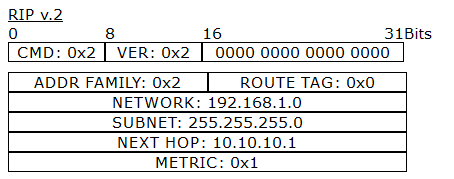 RIP v.2
0 8 16 31Bits
CMD: 0x2 VER: 0x2 0000 0000 0000 0000
ADDR FAMILY: 0x2 ROUTE TAG: 0x0
NETWORK: 192.168.1.0
SUBNET: 255.255.255.0
NEXT HOP: 10.10.10.1
METRIC: 0x1